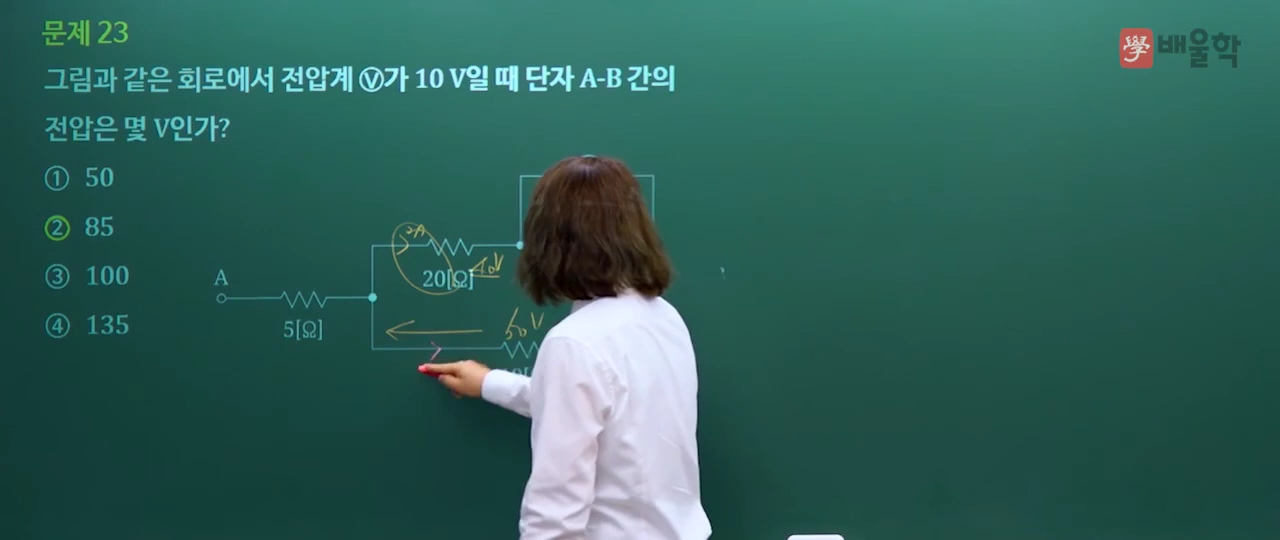 문제 23
學 배울학
그림과 같은 회로에서 전압계 Ⓥ가 10 V일 때 단자 A-B 간의
전압은 몇 V인가?
① 50
② 85
③ 100
④ 135
2A
20[Ω] 40V
A
5[Ω]
50V